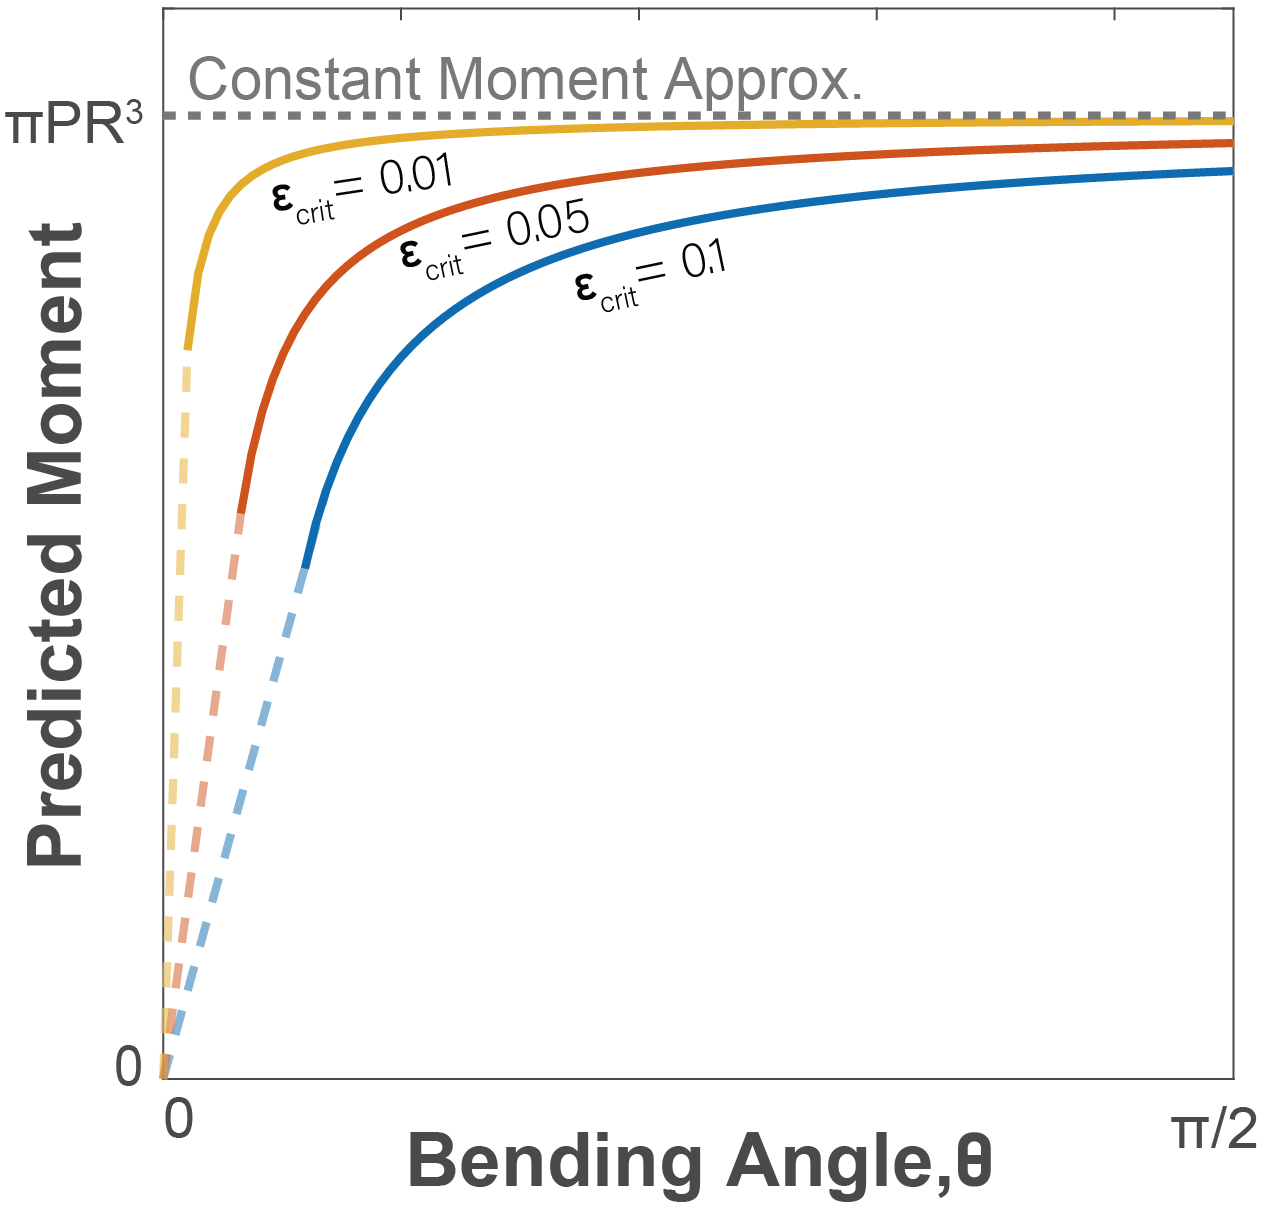 Constant Moment Approx.
πPR³
εcrit= 0.01
εcrit= 0.05
εcrit= 0.1
Predicted Moment
0
0
π/2
Bending Angle,θ